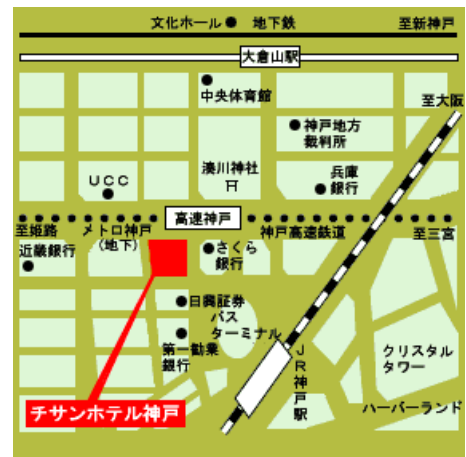 文化ホール● 地下鉄 至新神戸
大倉山駅
中央体育館
至大阪
神戸地方
裁判所
湊川神社
兵庫
銀行
UCC
高速神戸
至姫路
メトロ神戸
(地下)
神戸高速鉄道
至三宮
近畿銀行
さくら
銀行
日興証券
バス
ターミナル
第一勧業
銀行
JR神戸駅
クリスタル
タワー
チサンホテル神戸
ハーバーランド